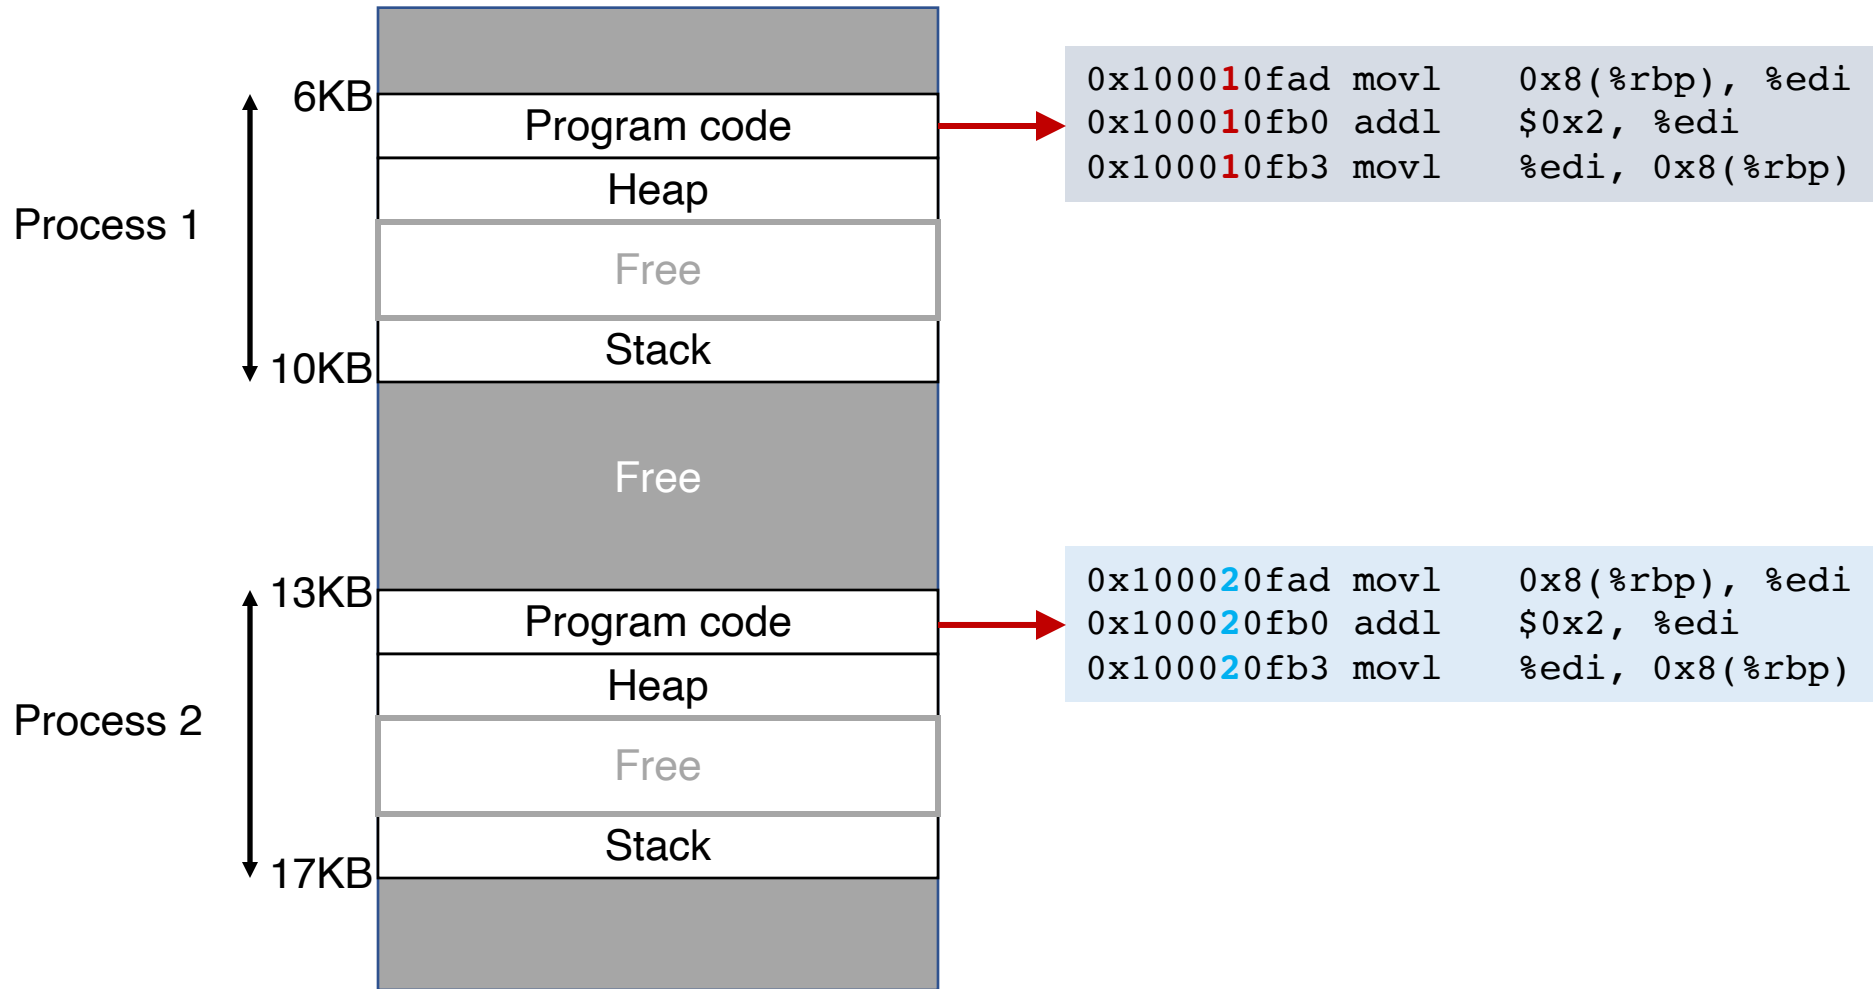 6KB
Program code
Heap
Process 1
Free
Stack
10KB
0x100010fad movl 0x8(%rbp), %edi
0x100010fb0 addl $0x2, %edi
0x100010fb3 movl %edi, 0x8(%rbp)
Free
13KB
Program code
Heap
Process 2
Free
Stack
17KB
0x100020fad movl 0x8(%rbp), %edi
0x100020fb0 addl $0x2, %edi
0x100020fb3 movl %edi, 0x8(%rbp)